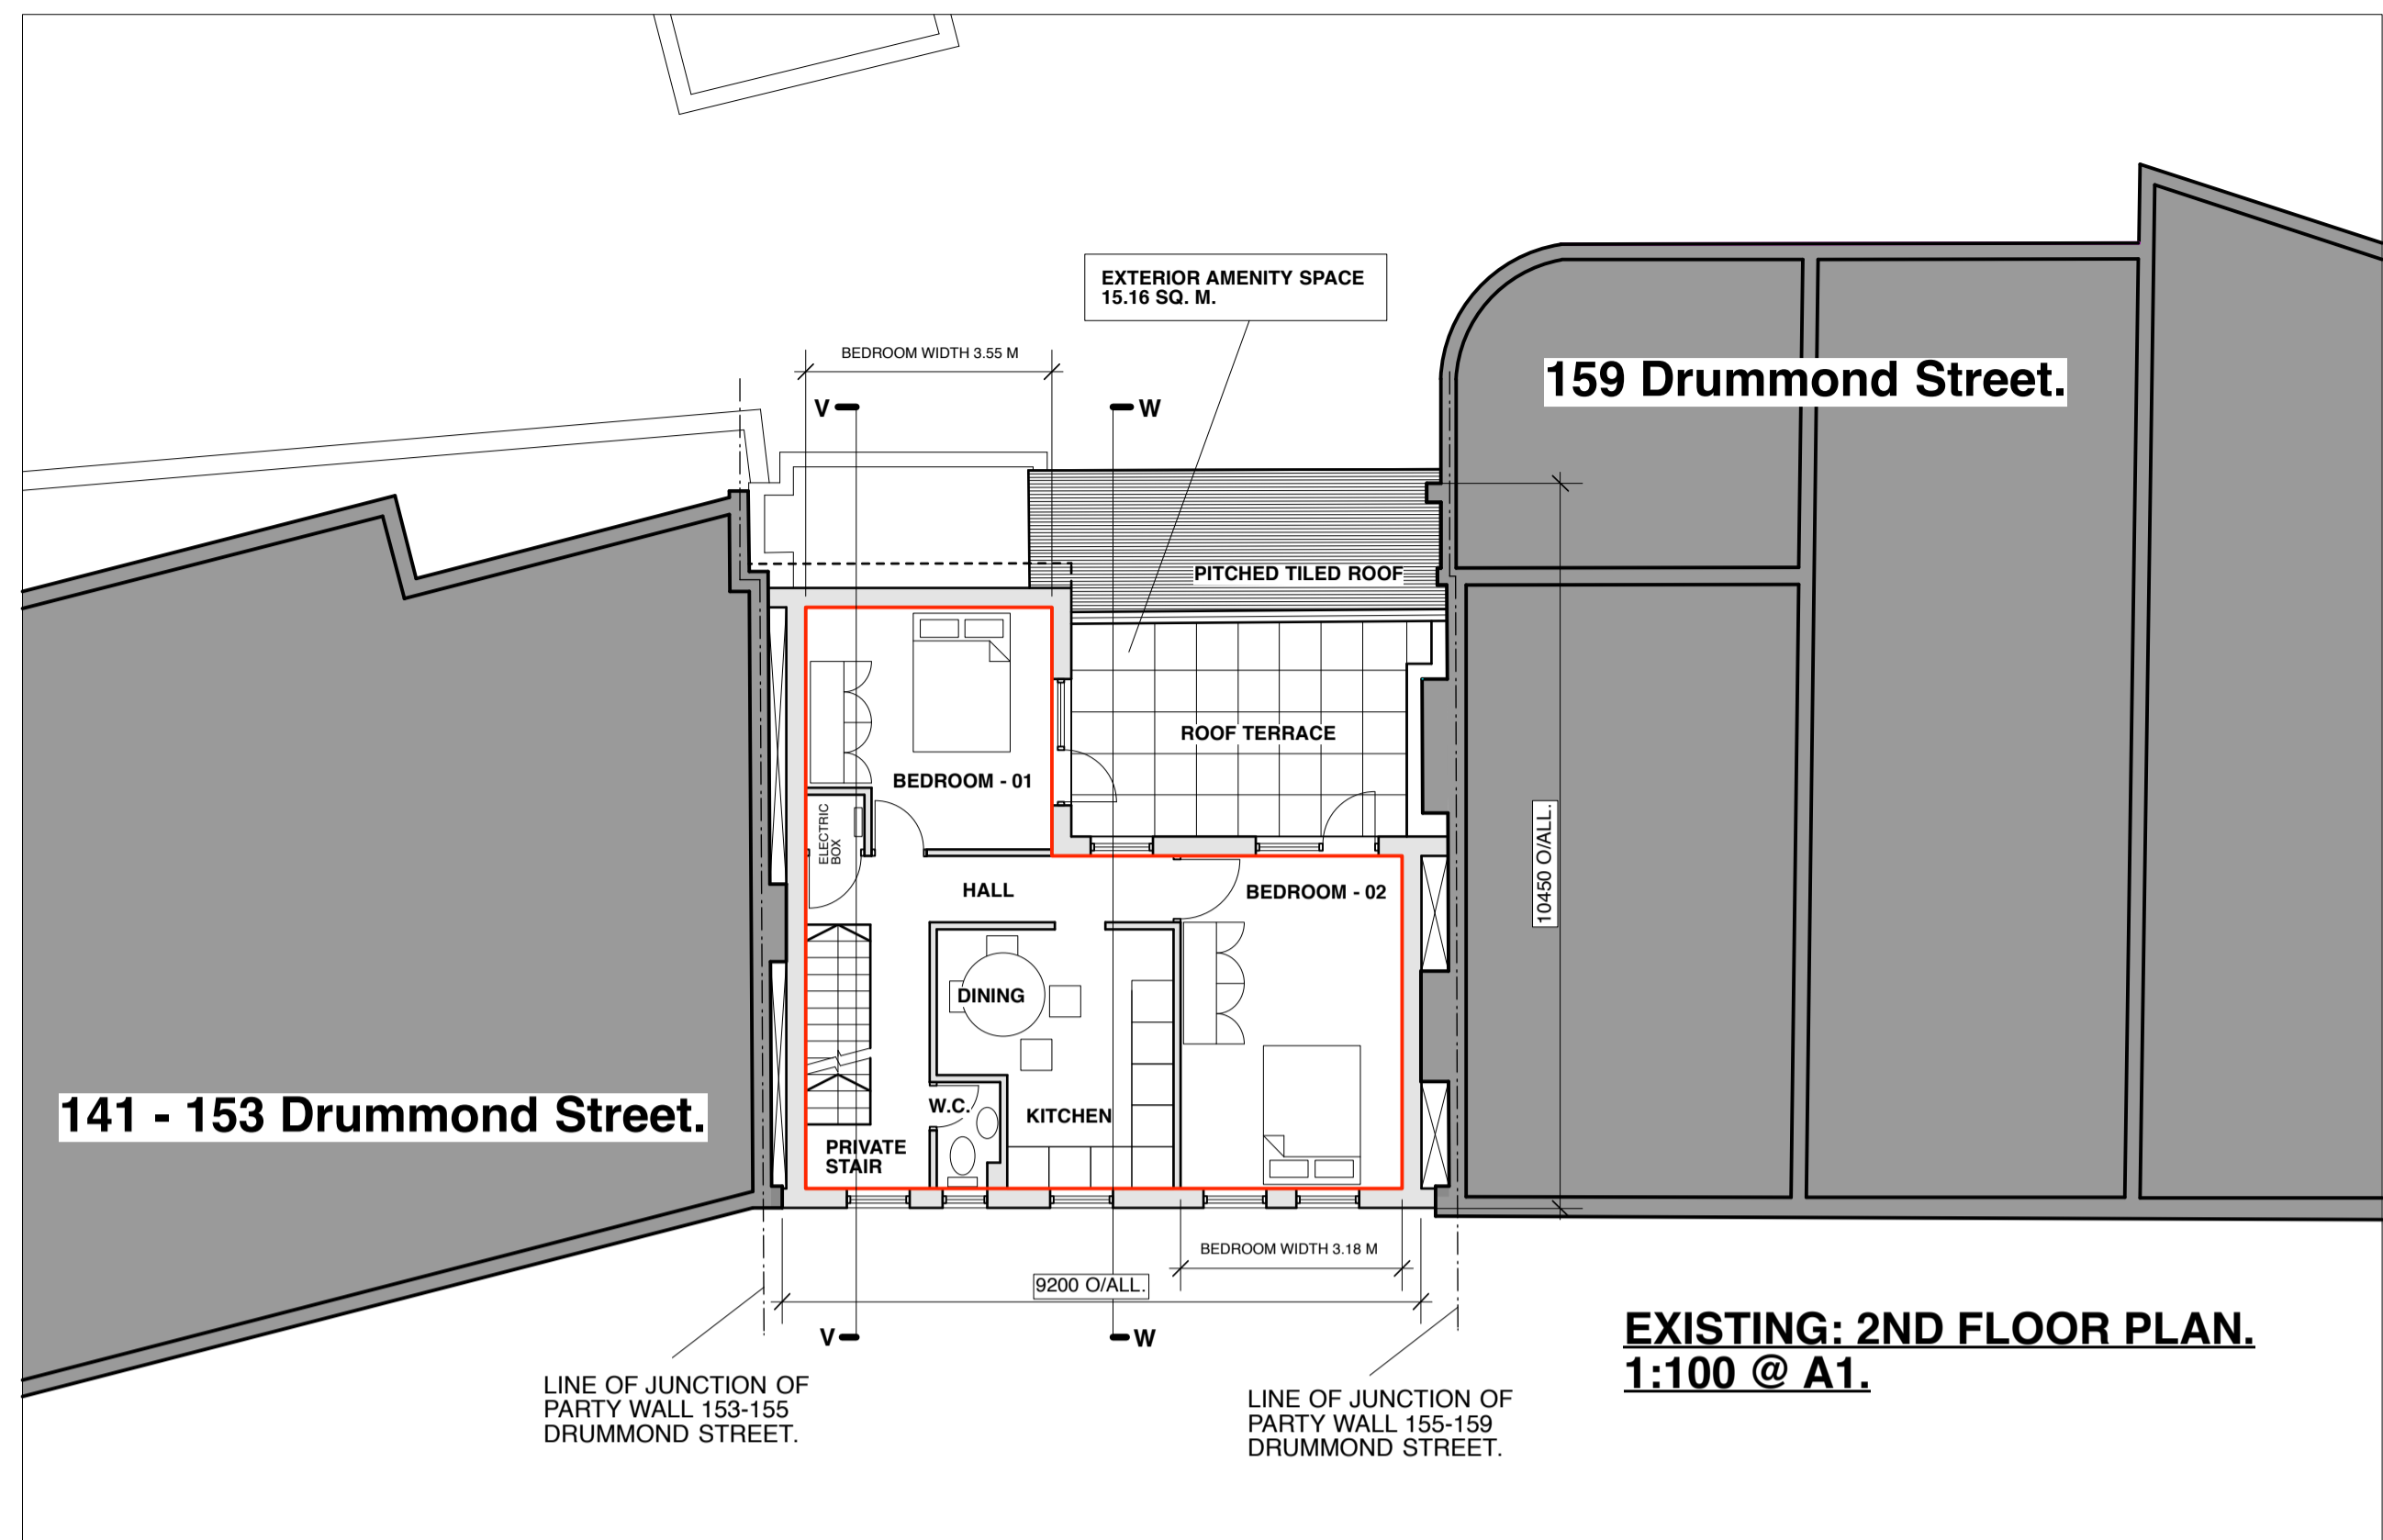 EXTERIOR AMENITY SPACE
15.16 SQ. M.
BEDROOM WIDTH 3.55 M
159 Drummond Street.
V
W
PITCHED TILED ROOF
ROOF TERRACE
BEDROOM - 01
ELECTRIC
BOX
HALL
BEDROOM - 02
10450 O/ALL.
DINING
141 - 153 Drummond Street.
W.C.
KITCHEN
PRIVATE
STAIR
BEDROOM WIDTH 3.18 M
9200 O/ALL.
V
W
EXISTING: 2ND FLOOR PLAN.
1:100 @ A1.
LINE OF JUNCTION OF
PARTY WALL 153-155
DRUMMOND STREET.
LINE OF JUNCTION OF
PARTY WALL 155-159
DRUMMOND STREET.